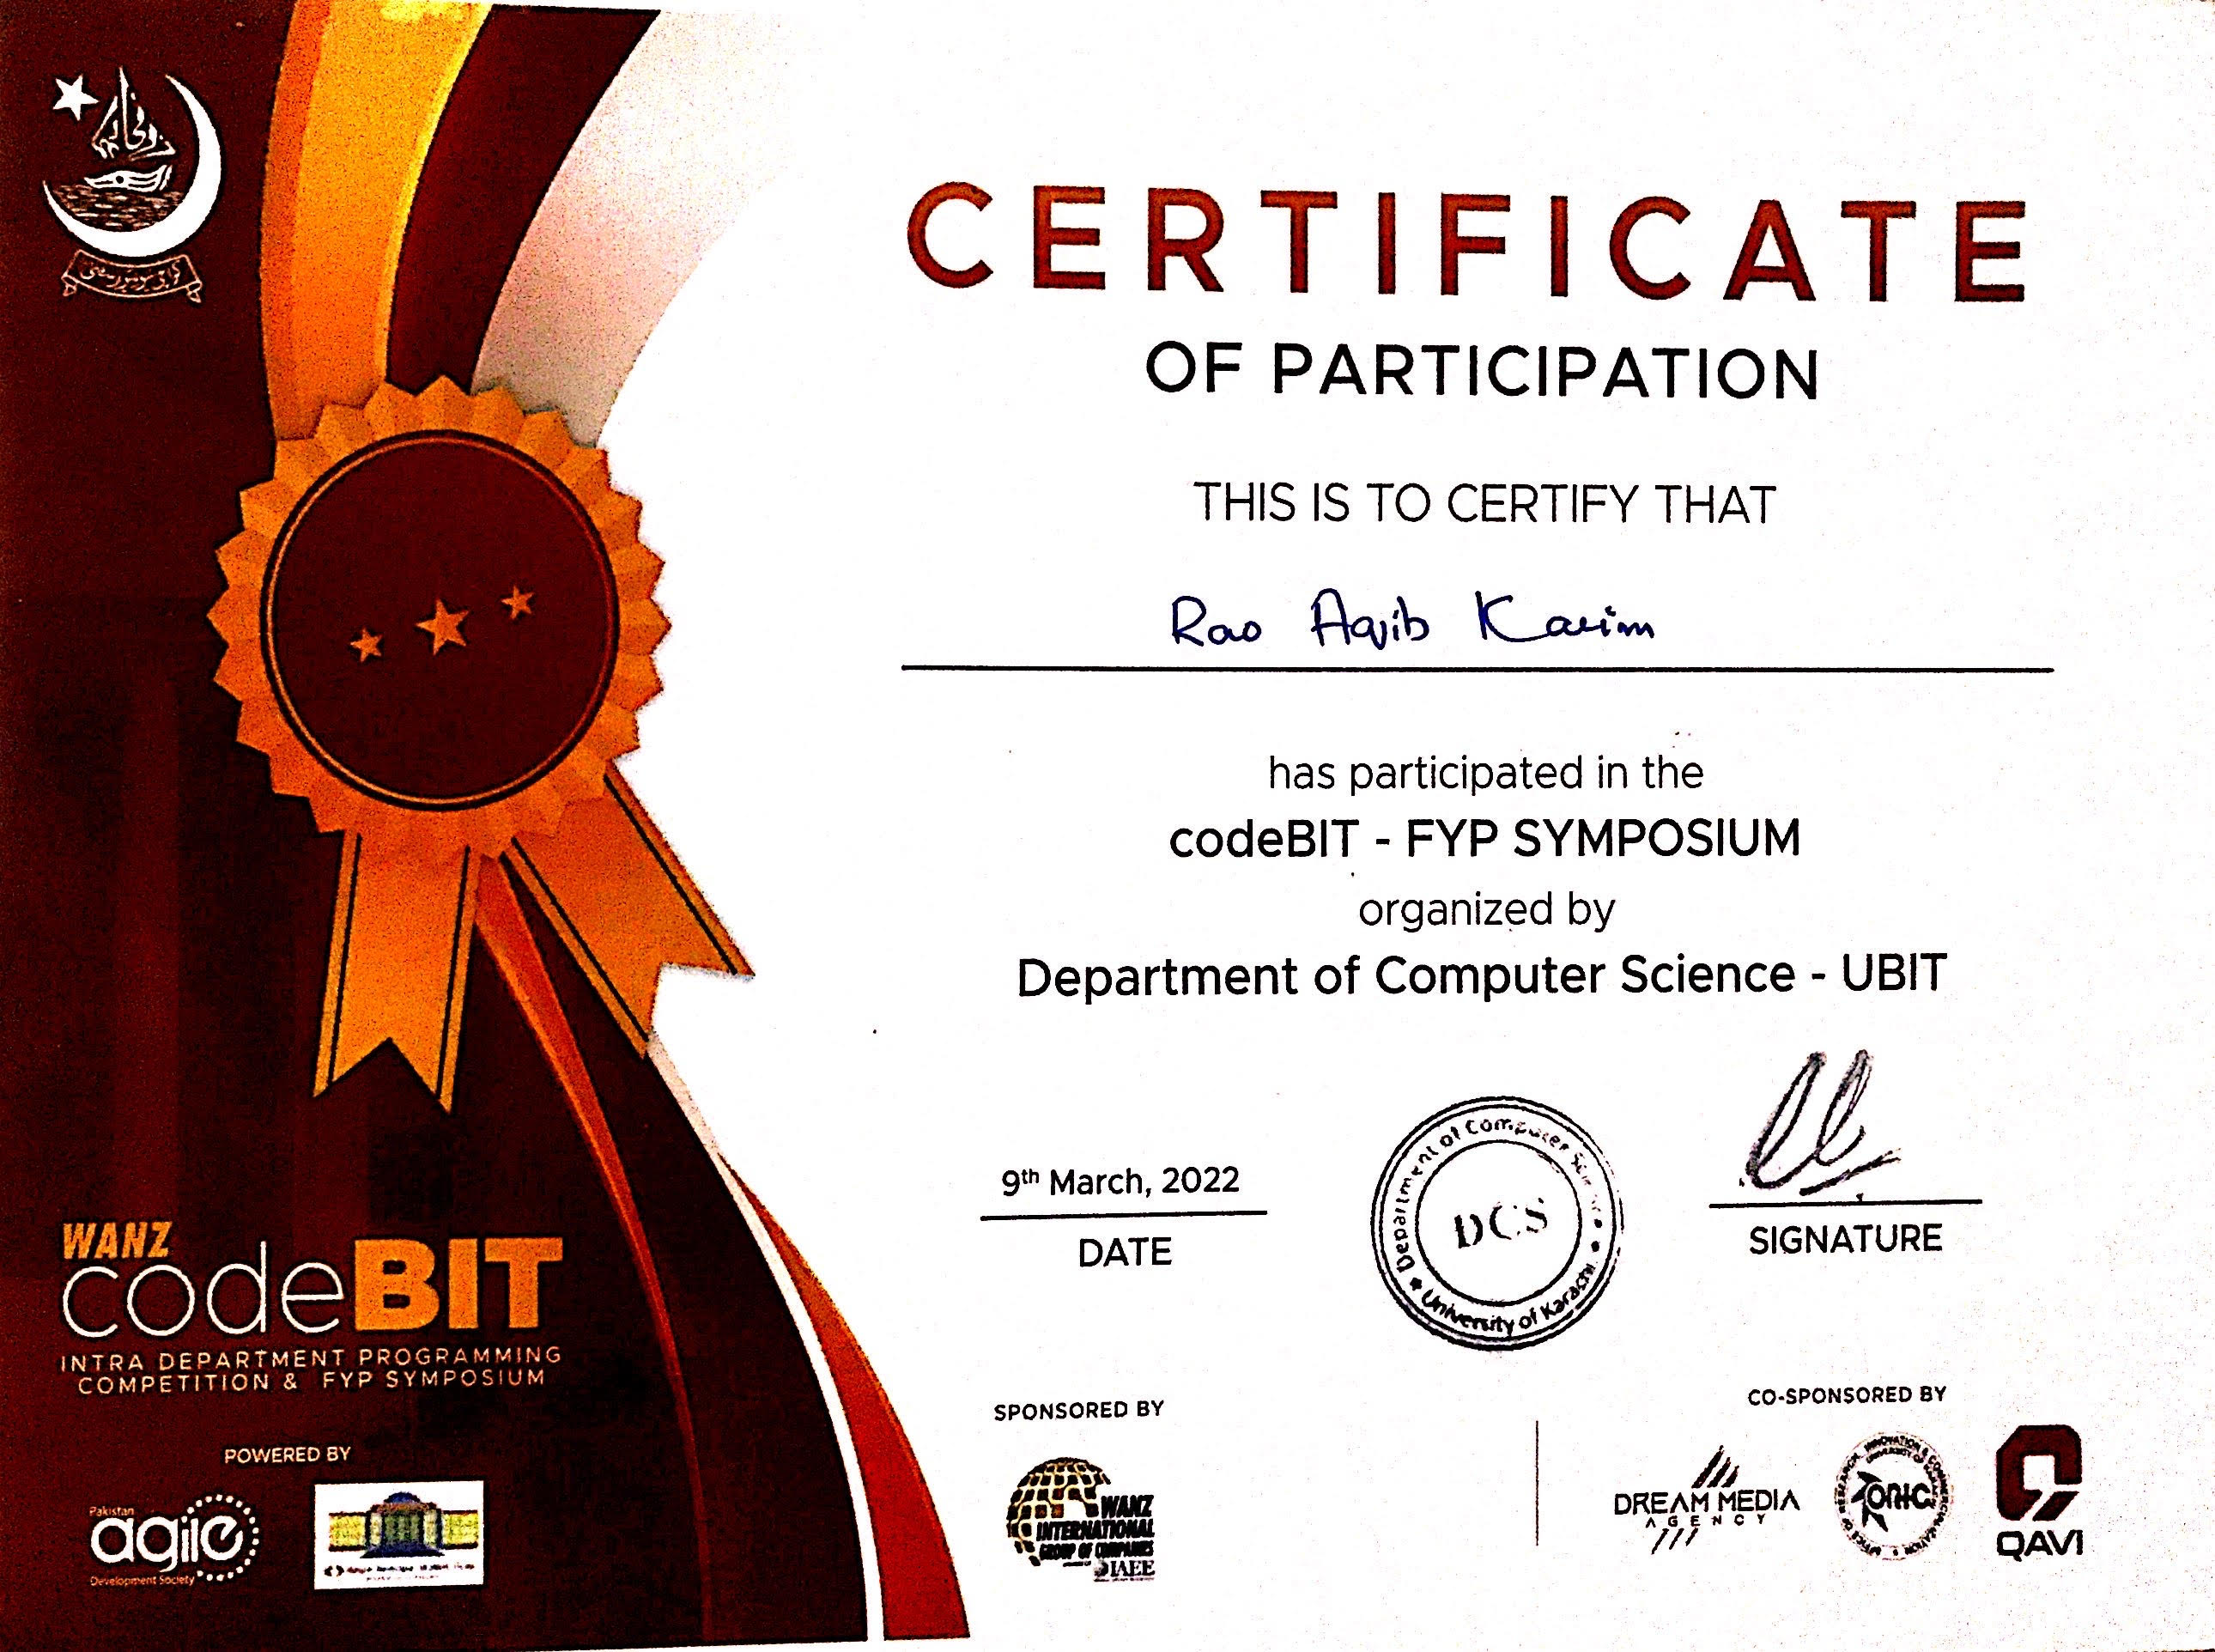 کراچی یونیورسٹی
CERTIFICATE
OF PARTICIPATION
THIS IS TO CERTIFY THAT
Rao Aqib Karim
has participated in the
codeBIT - FYP SYMPOSIUM
organized by
Department of Computer Science - UBIT
9th March, 2022
DATE
Department of Computer Science
DCS
University of Karachi
SIGNATURE
WANZ
codeBIT
INTRA DEPARTMENT PROGRAMMING
COMPETITION & FYP SYMPOSIUM
POWERED BY
Pakistan
agile
Development Society
SPONSORED BY
WANZ
INTERNATIONAL
GROUP OF COMPANIES
IAEE
CO-SPONSORED BY
DREAM MEDIA
AGENCY
ORIC
QAVI